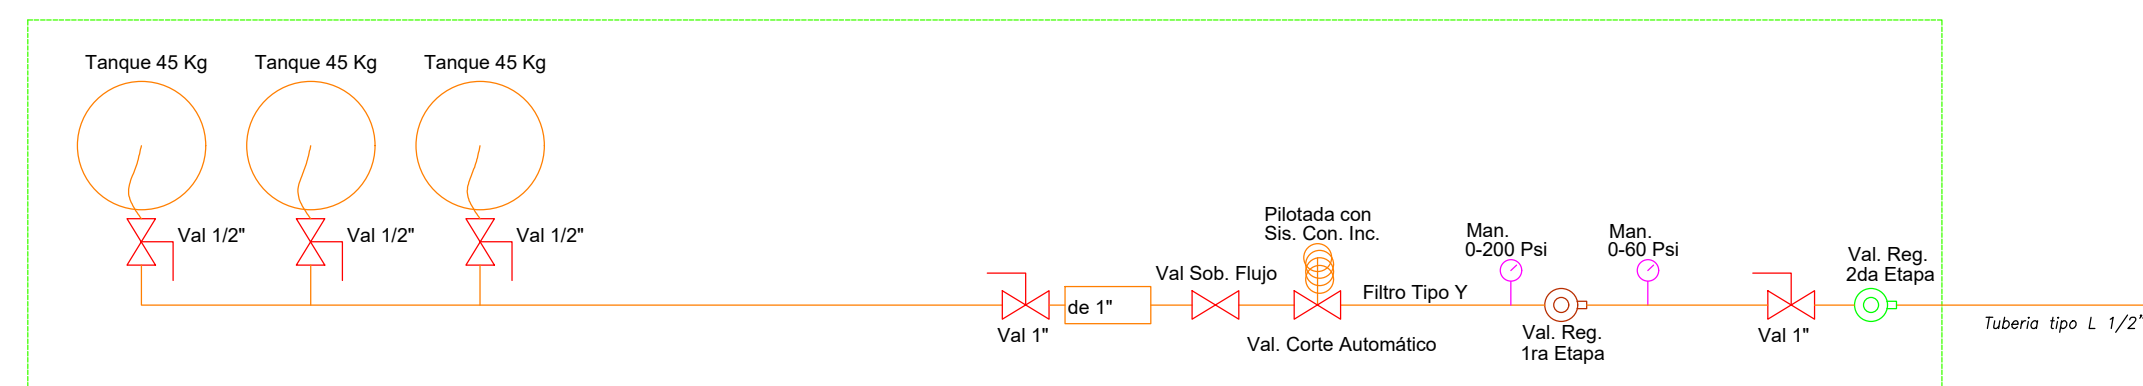 Tanque 45 Kg
Tanque 45 Kg
Tanque 45 Kg
Val 1/2"
Val 1/2"
Val 1/2"
Val 1"
de 1"
Val Sob. Flujo
Pilotada con
Sis. Con. Inc.
Val. Corte Automático
Filtro Tipo Y
Man.
0-200 Psi
Val. Reg.
1ra Etapa
Man.
0-60 Psi
Val 1"
Val. Reg.
2da Etapa
Tuberia tipo L 1/2"